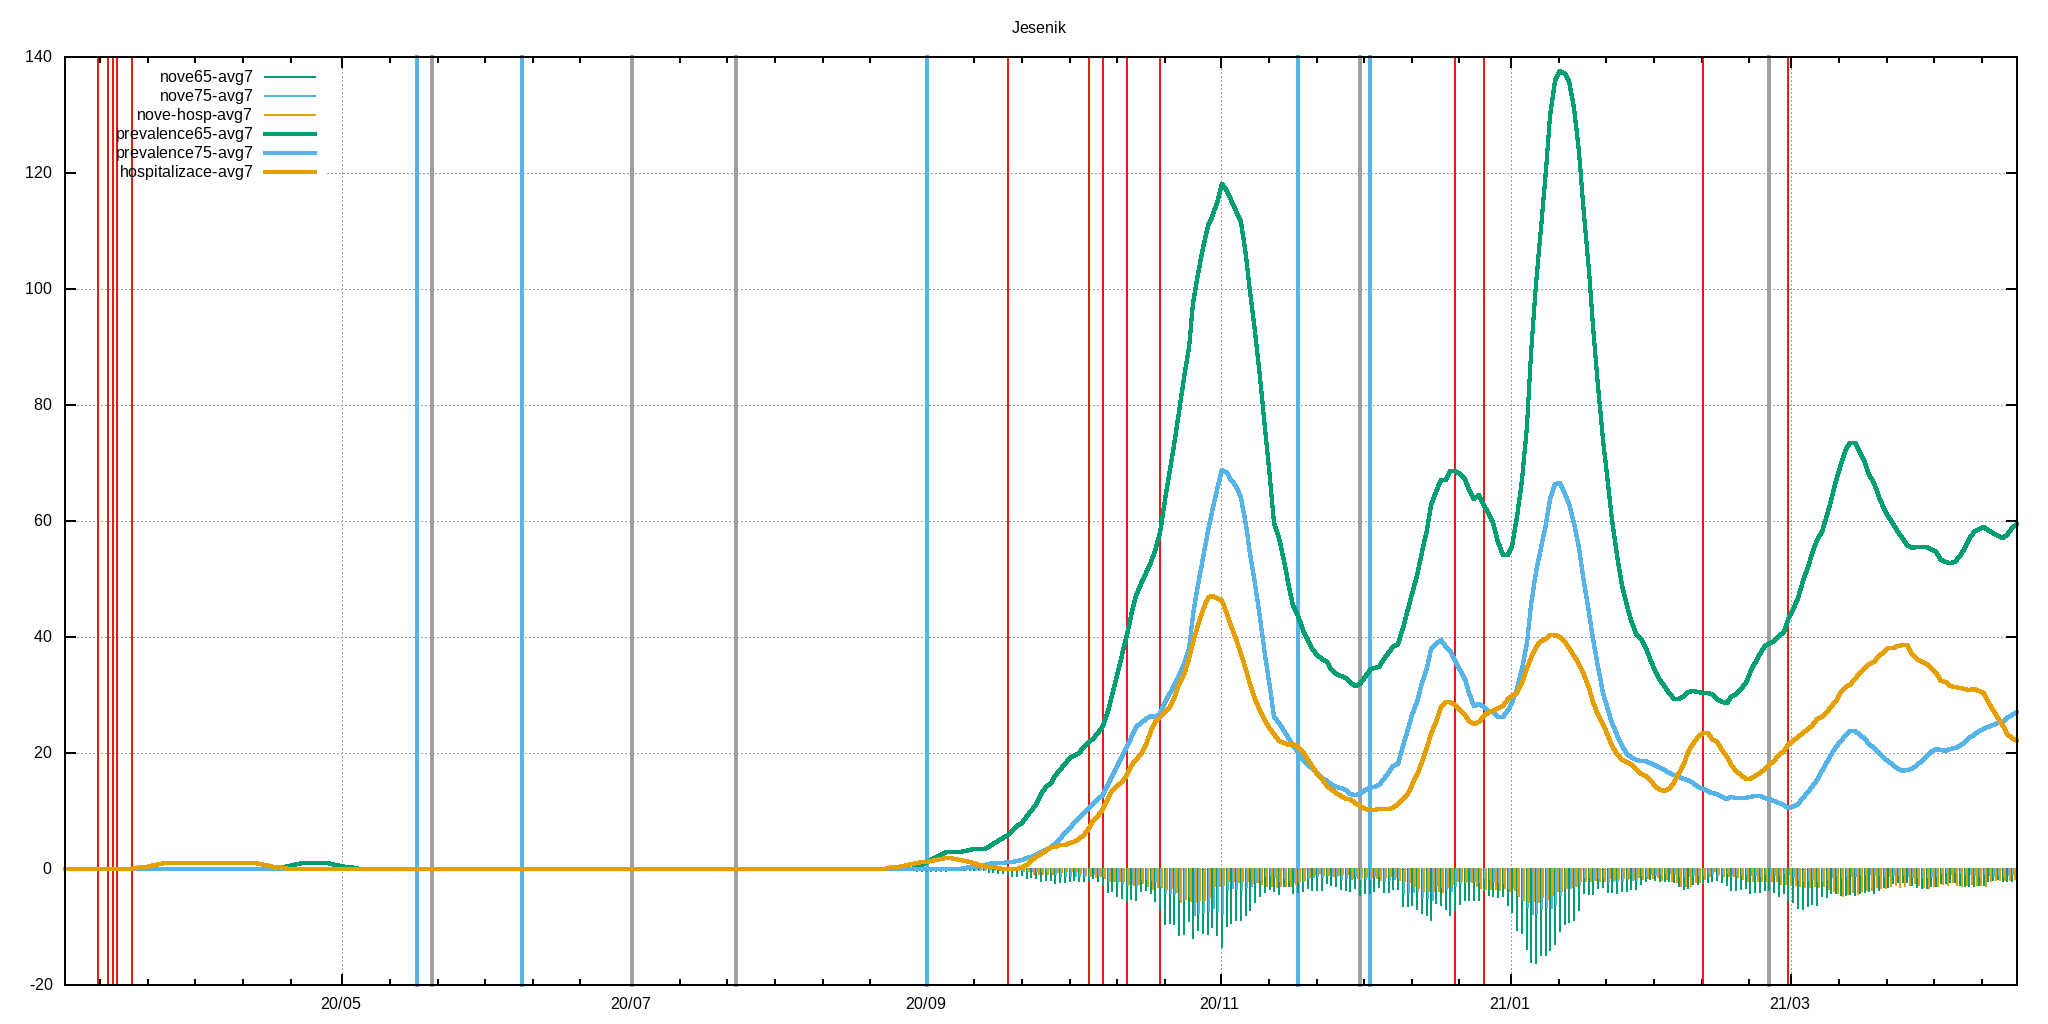 Jesenik
140
120
100
80
60
40
20
0
-20
nove65-avg7
nove75-avg7
nove-hosp-avg7
prevalence65-avg7
prevalence75-avg7
hospitalizace-avg7
20/05 20/07 20/09 20/11 21/01 21/03